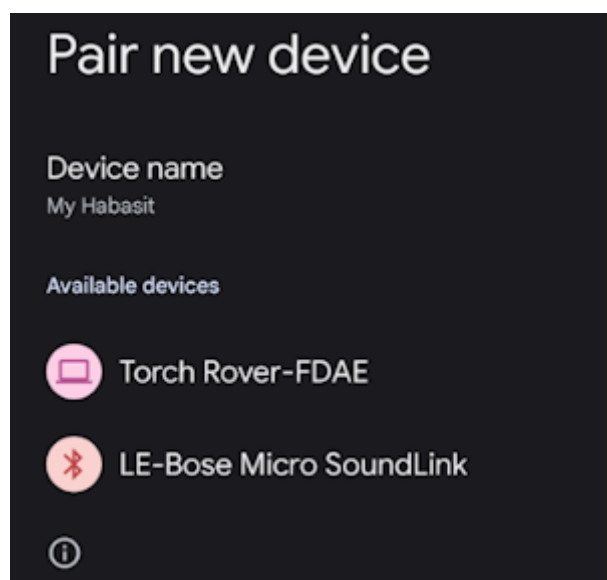 Pair new device
Device name
My Habasit
Available devices
Torch Rover-FDAE
LE-Bose Micro SoundLink